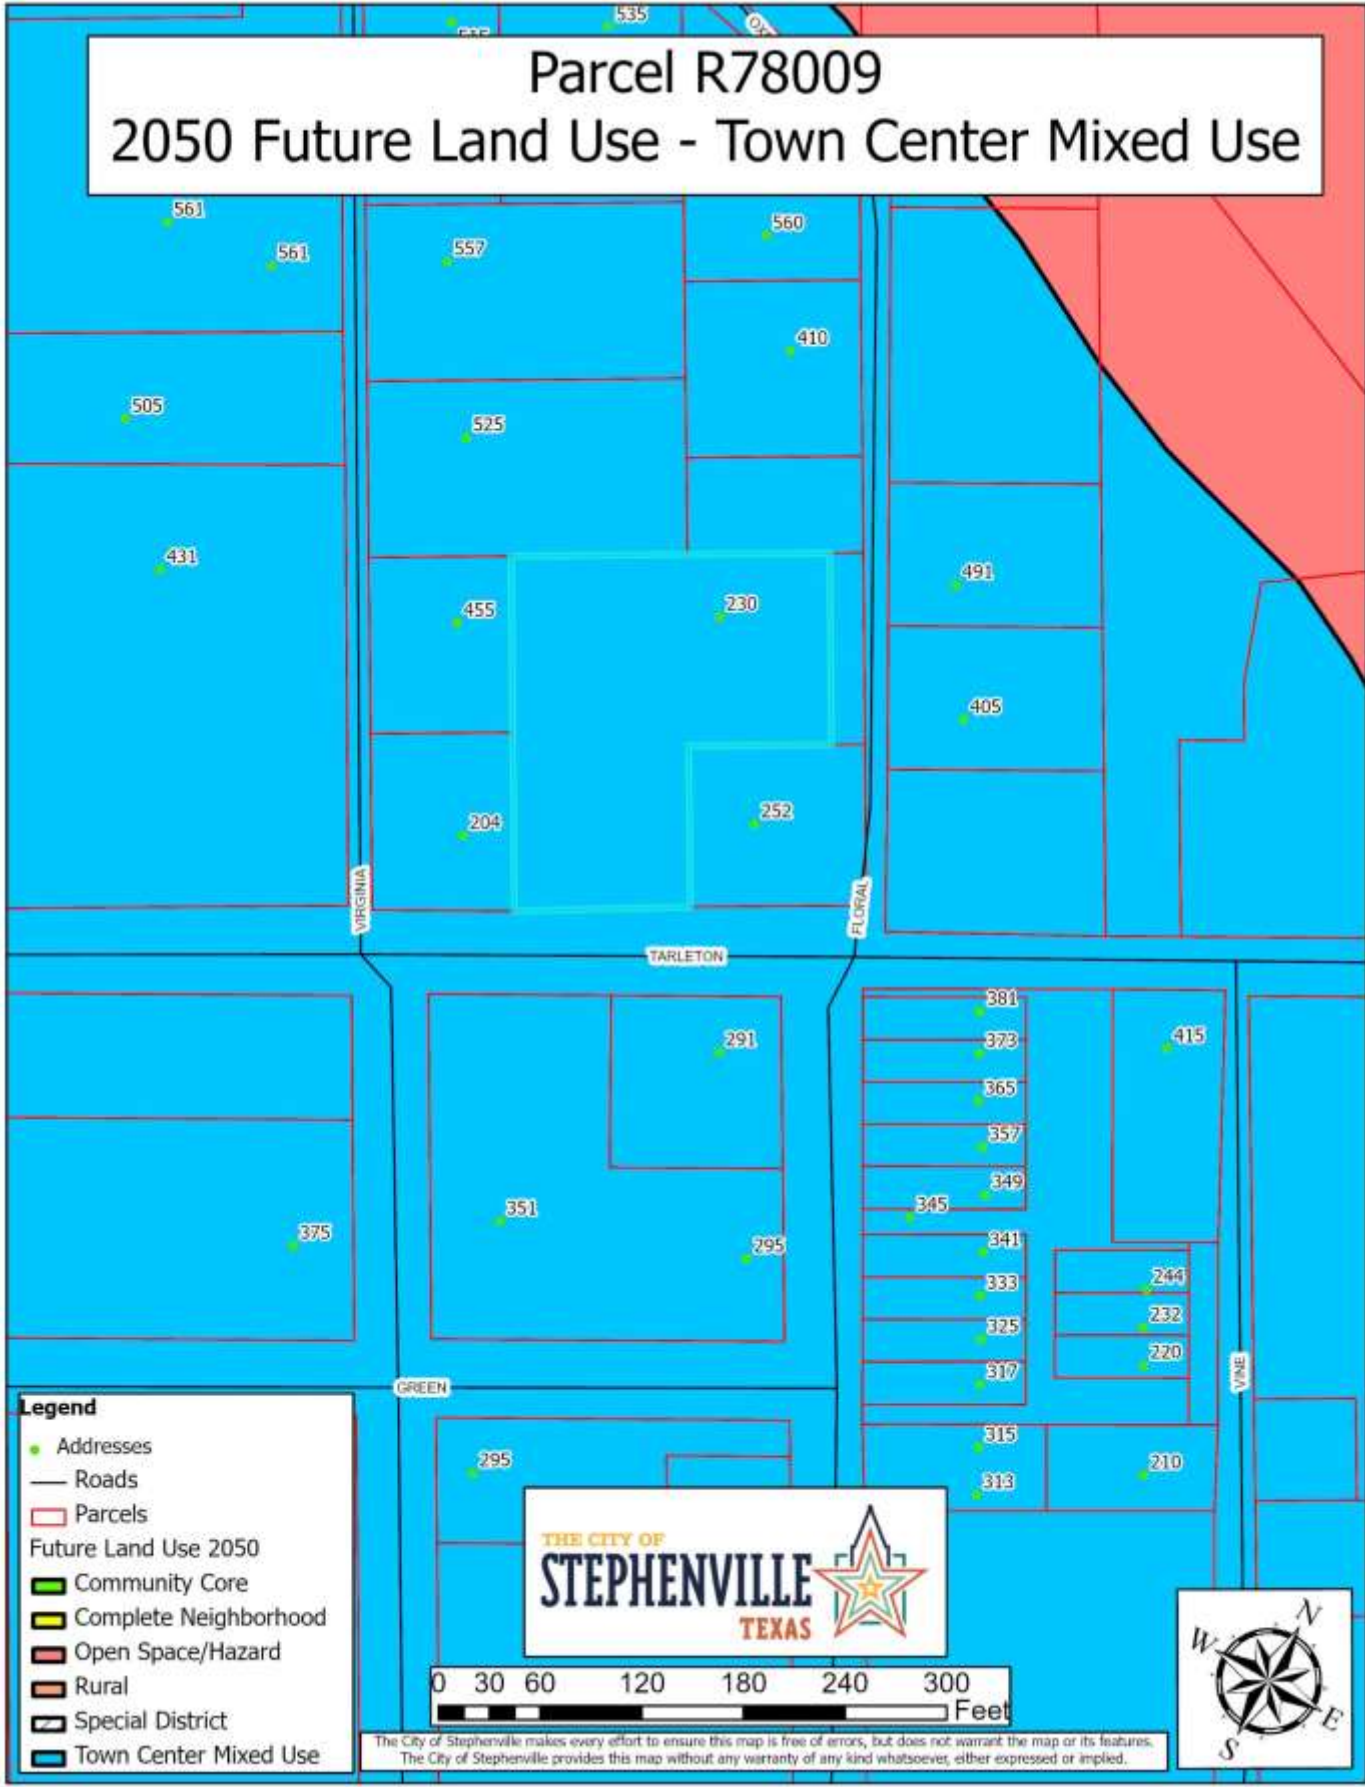 535
Parcel R78009
2050 Future Land Use - Town Center Mixed Use
561
561
557
560
410
505
525
431
455
230
491
405
204
252
VIRGINIA
FLORAL
TARLETON
381
373
365
357
349
345
341
333
325
317
415
291
351
295
375
244
232
220
VINE
GREEN
315
313
210
295
Legend
Addresses
Roads
Parcels
Future Land Use 2050
Community Core
Complete Neighborhood
Open Space/Hazard
Rural
Special District
Town Center Mixed Use
THE CITY OF
STEPHENVILLE
TEXAS
0 30 60 120 180 240 300
Feet
The City of Stephenville makes every effort to ensure this map is free of errors, but does not warrant the map or its features.
The City of Stephenville provides this map without any warranty of any kind whatsoever, either expressed or implied.
N
W
E
S